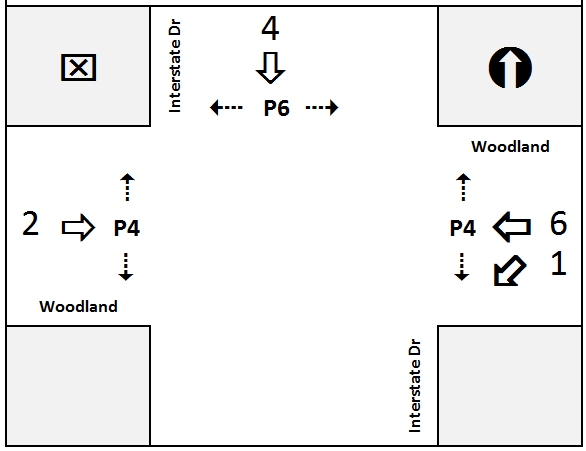 Interstate Dr
4
P6
Woodland
2
P4
P4
6
1
Woodland
Interstate Dr